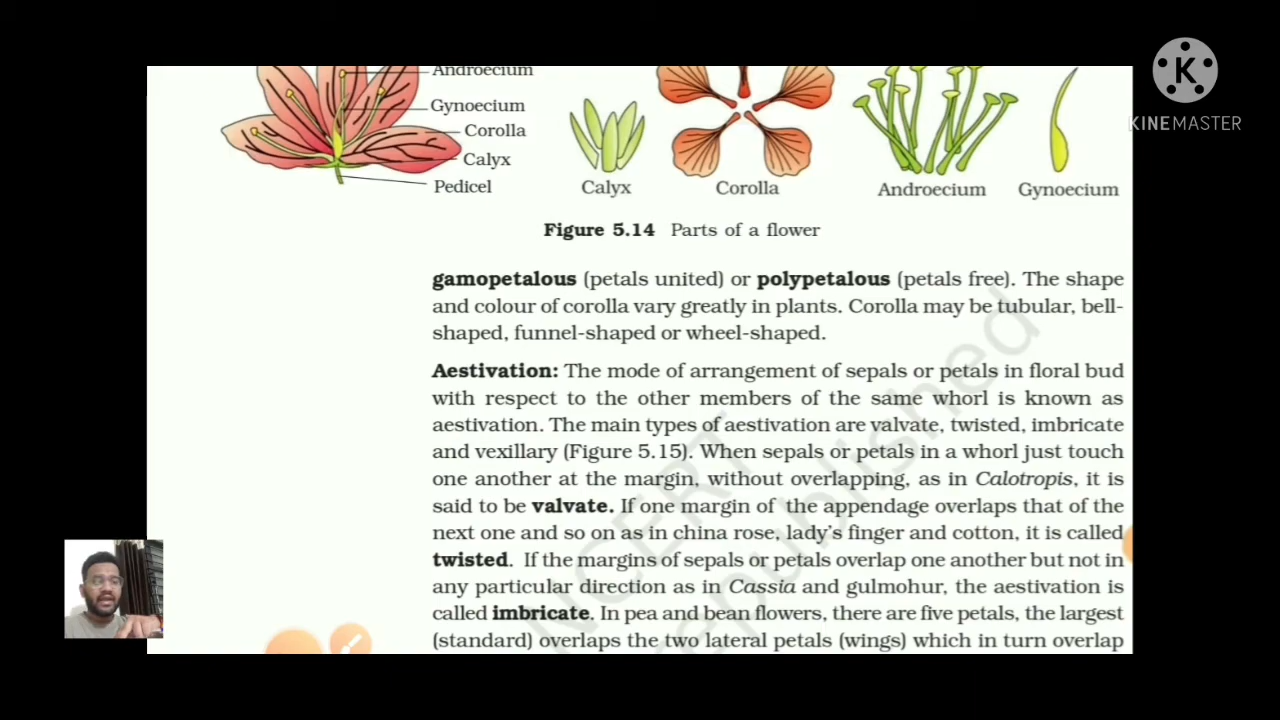 K
KINEMASTER
Androecium
Gynoecium
Corolla
Calyx
Pedicel
Calyx
Corolla
Androecium
Gynoecium
Figure 5.14 Parts of a flower
gamopetalous (petals united) or polypetalous (petals free). The shape
and colour of corolla vary greatly in plants. Corolla may be tubular, bell-
shaped, funnel-shaped or wheel-shaped.
Aestivation: The mode of arrangement of sepals or petals in floral bud
with respect to the other members of the same whorl is known as
aestivation. The main types of aestivation are valvate, twisted, imbricate
and vexillary (Figure 5.15). When sepals or petals in a whorl just touch
one another at the margin, without overlapping, as in Calotropis, it is
said to be valvate. If one margin of the appendage overlaps that of the
next one and so on as in china rose, lady’s finger and cotton, it is called
twisted. If the margins of sepals or petals overlap one another but not in
any particular direction as in Cassia and gulmohur, the aestivation is
called imbricate. In pea and bean flowers, there are five petals, the largest
(standard) overlaps the two lateral petals (wings) which in turn overlap
NCERT
republished